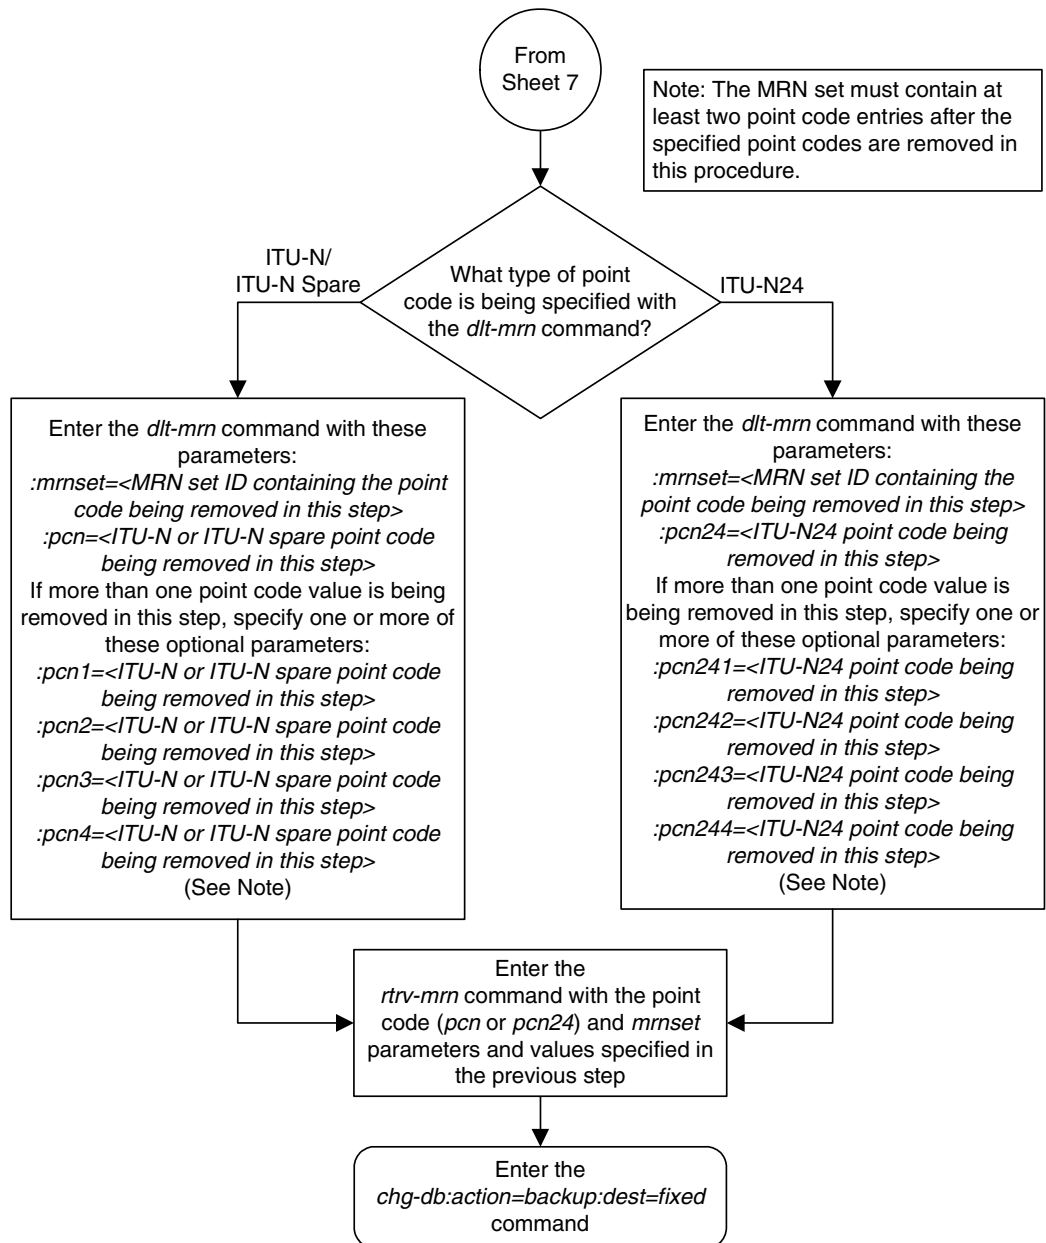 From
Sheet 7
Note: The MRN set must contain at
least two point code entries after the
specified point codes are removed in
this procedure.
What type of point
code is being specified with
the dlt-mrn command?
ITU-N/
ITU-N Spare
ITU-N24
Enter the dlt-mrn command with these
parameters:
:mrnset=<MRN set ID containing the point
code being removed in this step>
:pcn=<ITU-N or ITU-N spare point code
being removed in this step>
If more than one point code value is being
removed in this step, specify one or more of
these optional parameters:
:pcn1=<ITU-N or ITU-N spare point code
being removed in this step>
:pcn2=<ITU-N or ITU-N spare point code
being removed in this step>
:pcn3=<ITU-N or ITU-N spare point code
being removed in this step>
:pcn4=<ITU-N or ITU-N spare point code
being removed in this step>
(See Note)
Enter the dlt-mrn command with these
parameters:
:mrnset=<MRN set ID containing the
point code being removed in this step>
:pcn24=<ITU-N24 point code being
removed in this step>
If more than one point code value is
being removed in this step, specify one or
more of these optional parameters:
:pcn241=<ITU-N24 point code being
removed in this step>
:pcn242=<ITU-N24 point code being
removed in this step>
:pcn243=<ITU-N24 point code being
removed in this step>
:pcn244=<ITU-N24 point code being
removed in this step>
(See Note)
Enter the
rtrv-mrn command with the point
code (pcn or pcn24) and mrnset
parameters and values specified in
the previous step
Enter the
chg-db:action=backup:dest=fixed
command